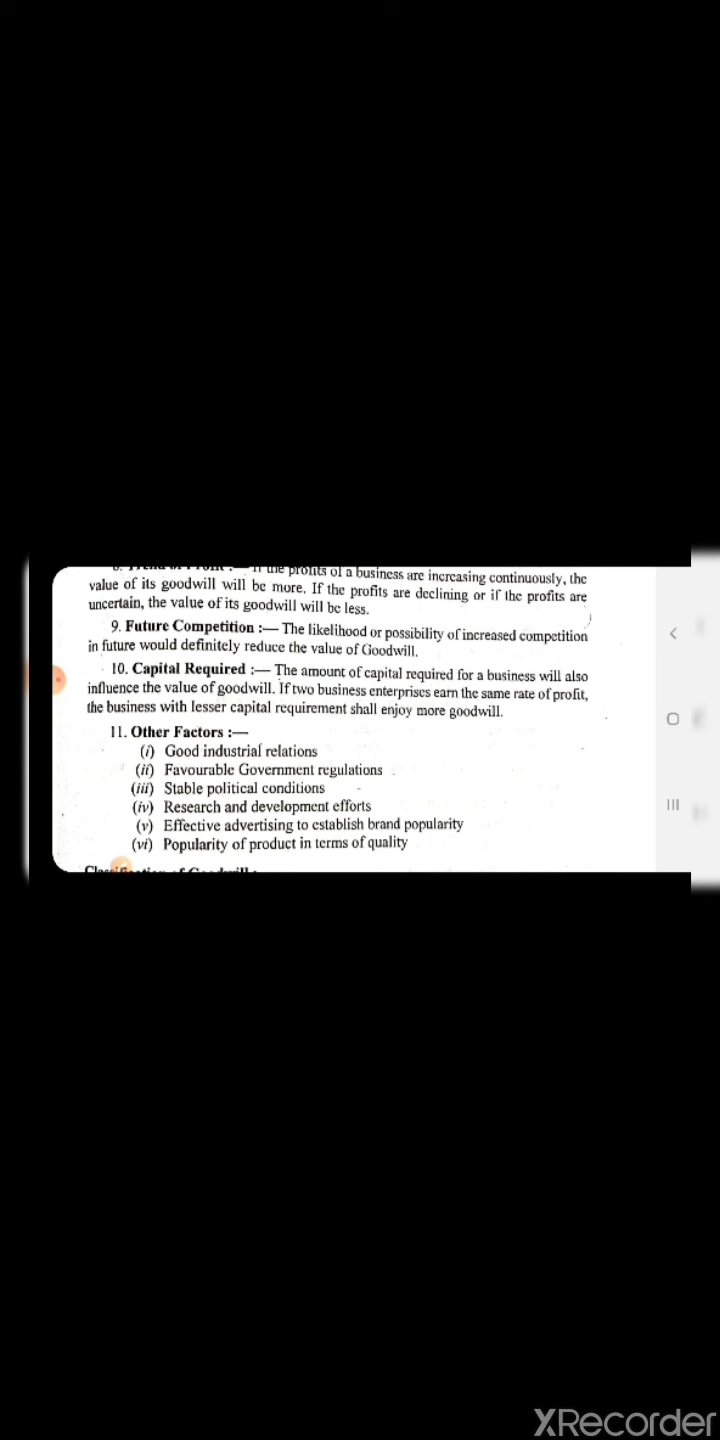 8. Trend of Profit :— If the profits of a business are increasing continuously, the
value of its goodwill will be more. If the profits are declining or if the profits are
uncertain, the value of its goodwill will be less.
9. Future Competition :— The likelihood or possibility of increased competition
in future would definitely reduce the value of Goodwill.
10. Capital Required :— The amount of capital required for a business will also
influence the value of goodwill. If two business enterprises earn the same rate of profit,
the business with lesser capital requirement shall enjoy more goodwill.
11. Other Factors :—
(i) Good industrial relations
(ii) Favourable Government regulations
(iii) Stable political conditions
(iv) Research and development efforts
(v) Effective advertising to establish brand popularity
(vi) Popularity of product in terms of quality
XRecorder